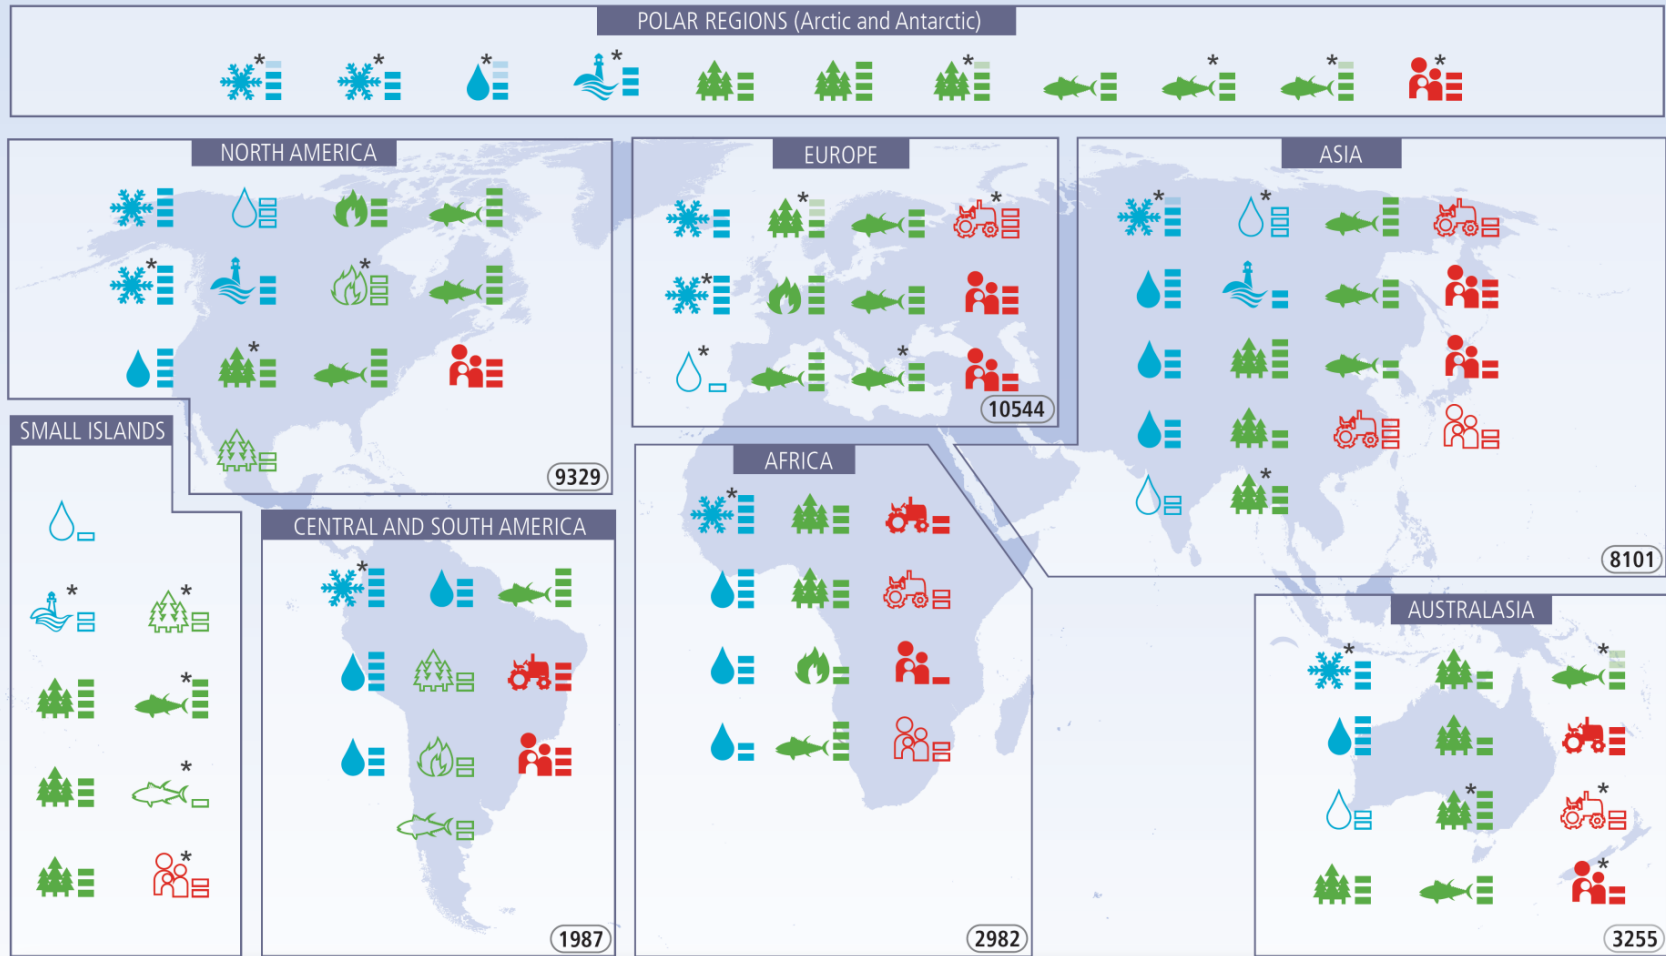 POLAR REGIONS (Arctic and Antarctic)
* * * * * * * *
NORTH AMERICA
*
*
*
9329
EUROPE
* *
*
* *
10544
ASIA
* *
*
8101
SMALL ISLANDS
* *
*
*
*
CENTRAL AND SOUTH AMERICA
*
1987
AFRICA
*
2982
AUSTRALASIA
* *
* *
*
3255